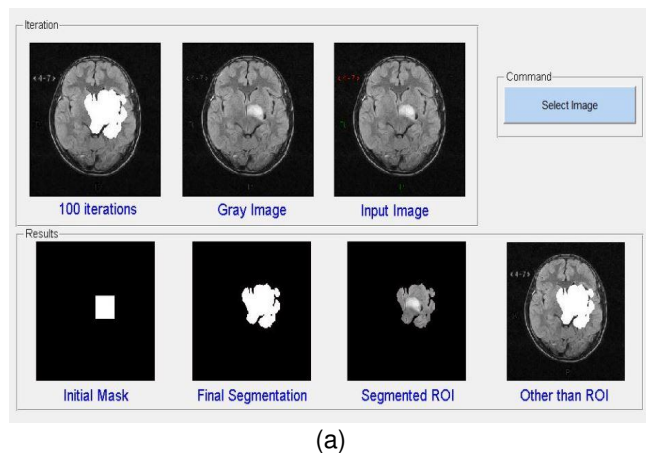 Iteration
Command
Select Image
100 iterations
Gray Image
Input Image
Results
Initial Mask
Final Segmentation
Segmented ROI
Other than ROI
(a)